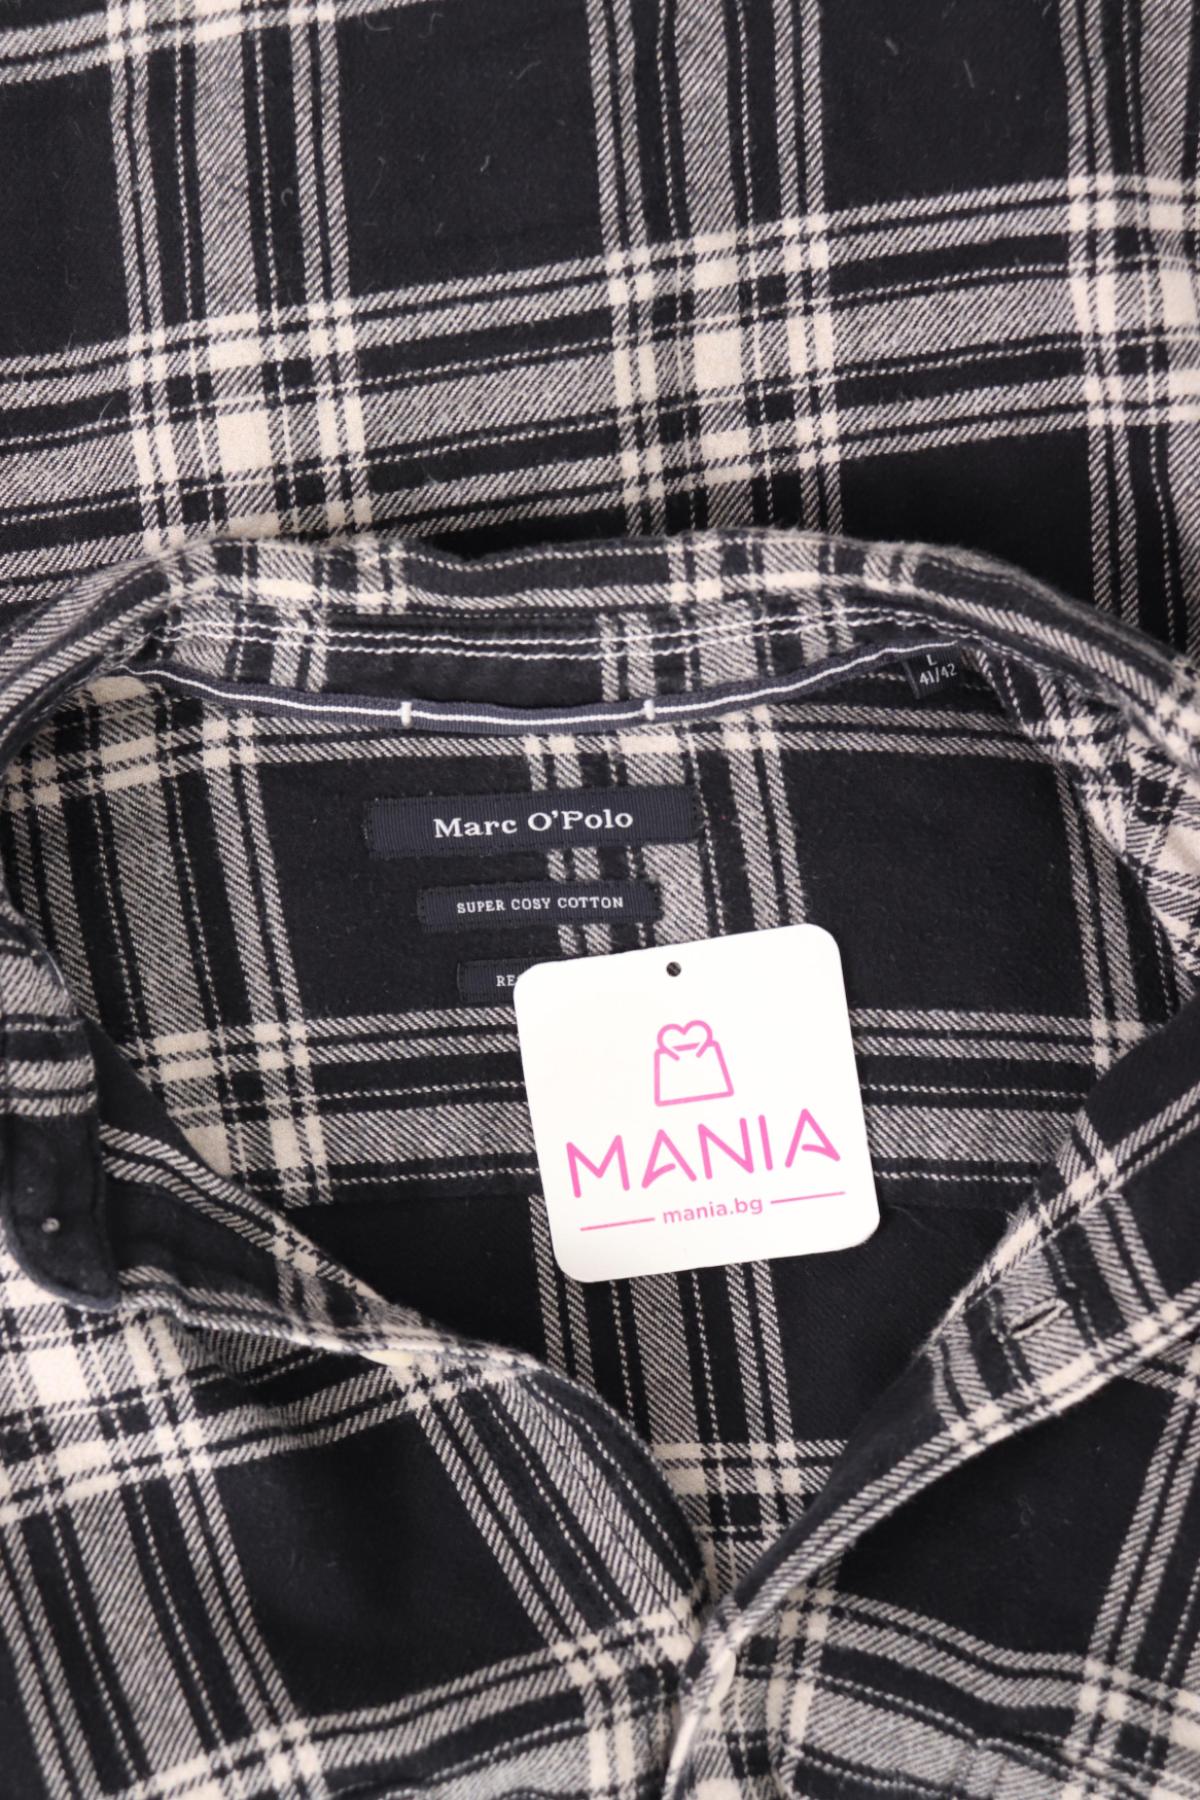 L
41/42
Marc O'Polo
SUPER COSY COTTON
MANIA
mania.bg